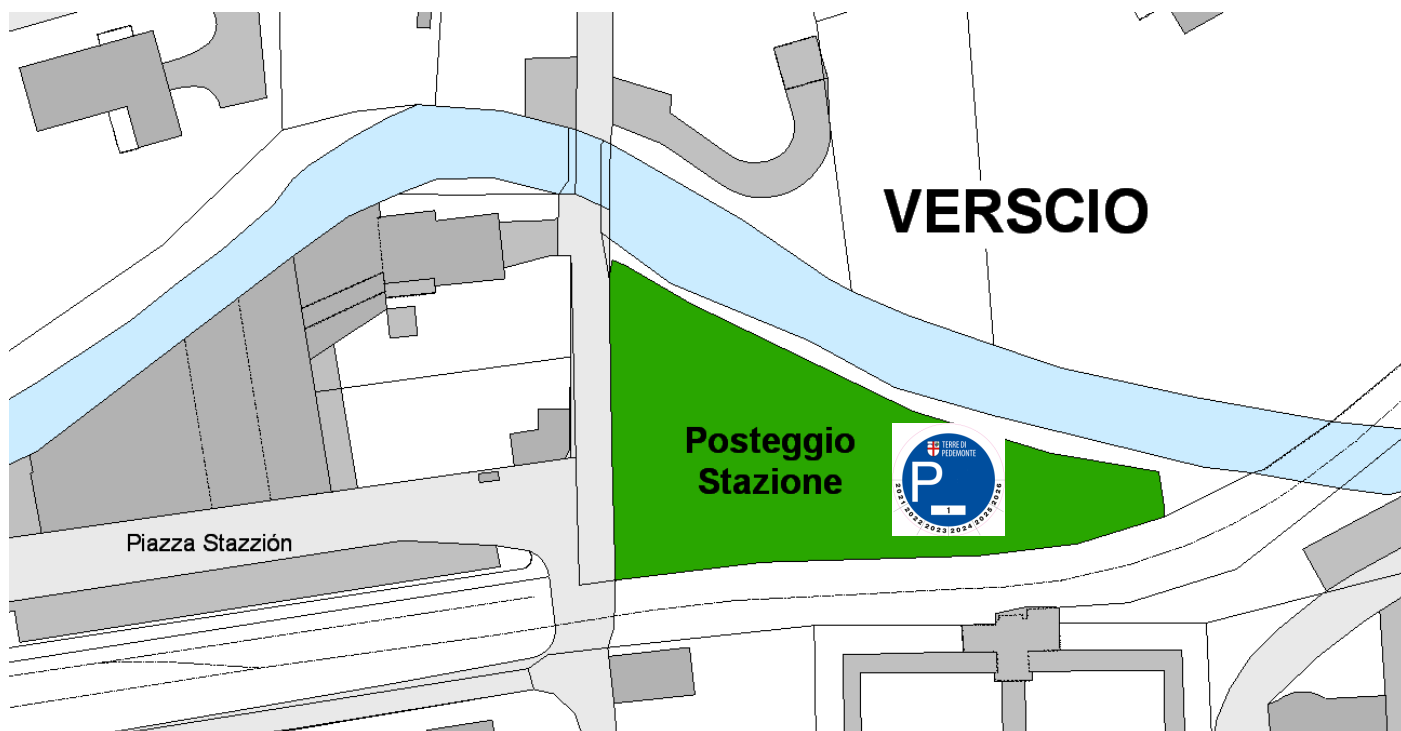 VERSCIO
Posteggio
Stazione
TERRE DI
PEDEMONTE
P
1
2021 2022 2023 2024 2025 2026
Piazza Stazzión